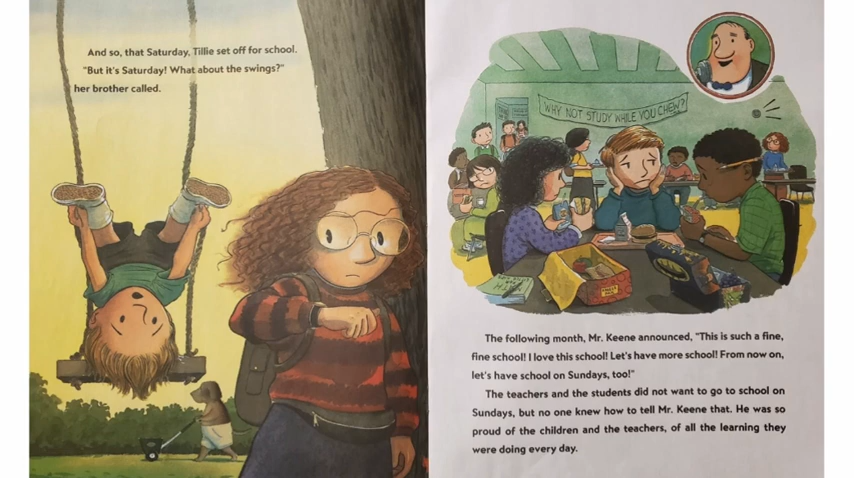 And so, that Saturday, Tillie set off for school.
"But it's Saturday! What about the swings?"
her brother called.
WHY NOT STUDY WHILE YOU CHEW?
The following month, Mr. Keene announced, "This is such a fine,
fine school! I love this school! Let's have more school! From now on,
let's have school on Sundays, too!"
The teachers and the students did not want to go to school on
Sundays, but no one knew how to tell Mr. Keene that. He was so
proud of the children and the teachers, of all the learning they
were doing every day.